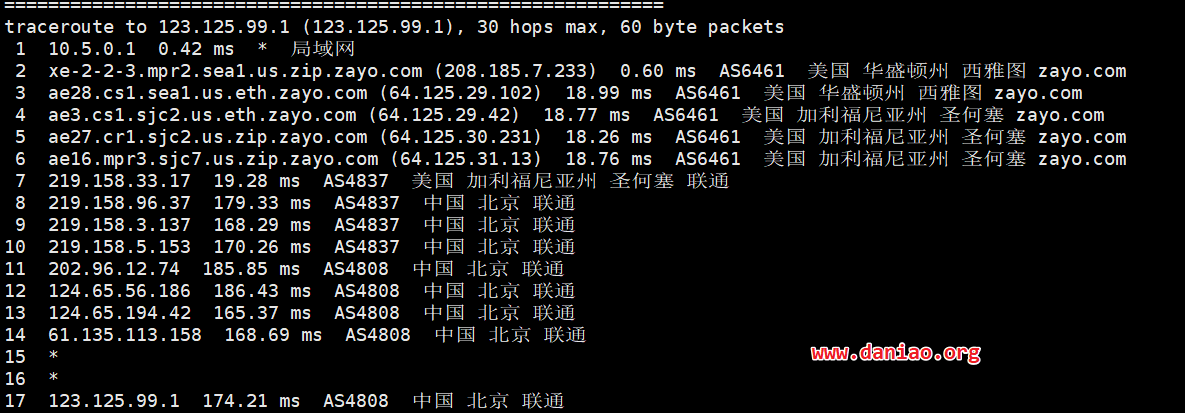 ============================================================
traceroute to 123.125.99.1 (123.125.99.1), 30 hops max, 60 byte packets
1 10.5.0.1 0.42 ms * 局域网
2 xe-2-2-3.mpr2.sea1.us.zip.zayo.com (208.185.7.233) 0.60 ms AS6461 美国 华盛顿州 西雅图 zayo.com
3 ae28.cs1.sea1.us.eth.zayo.com (64.125.29.102) 18.99 ms AS6461 美国 华盛顿州 西雅图 zayo.com
4 ae3.cs1.sjc2.us.eth.zayo.com (64.125.29.42) 18.77 ms AS6461 美国 加利福尼亚州 圣何塞 zayo.com
5 ae27.cr1.sjc2.us.zip.zayo.com (64.125.30.231) 18.26 ms AS6461 美国 加利福尼亚州 圣何塞 zayo.com
6 ae16.mpr3.sjc7.us.zip.zayo.com (64.125.31.13) 18.76 ms AS6461 美国 加利福尼亚州 圣何塞 zayo.com
7 219.158.33.17 19.28 ms AS4837 美国 加利福尼亚州 圣何塞 联通
8 219.158.96.37 179.33 ms AS4837 中国 北京 联通
9 219.158.3.137 168.29 ms AS4837 中国 北京 联通
10 219.158.5.153 170.26 ms AS4837 中国 北京 联通
11 202.96.12.74 185.85 ms AS4808 中国 北京 联通
12 124.65.56.186 186.43 ms AS4808 中国 北京 联通
13 124.65.194.42 165.37 ms AS4808 中国 北京 联通
14 61.135.113.158 168.69 ms AS4808 中国 北京 联通
15 *
www.daniao.org
16 *
17 123.125.99.1 174.21 ms AS4808 中国 北京 联通